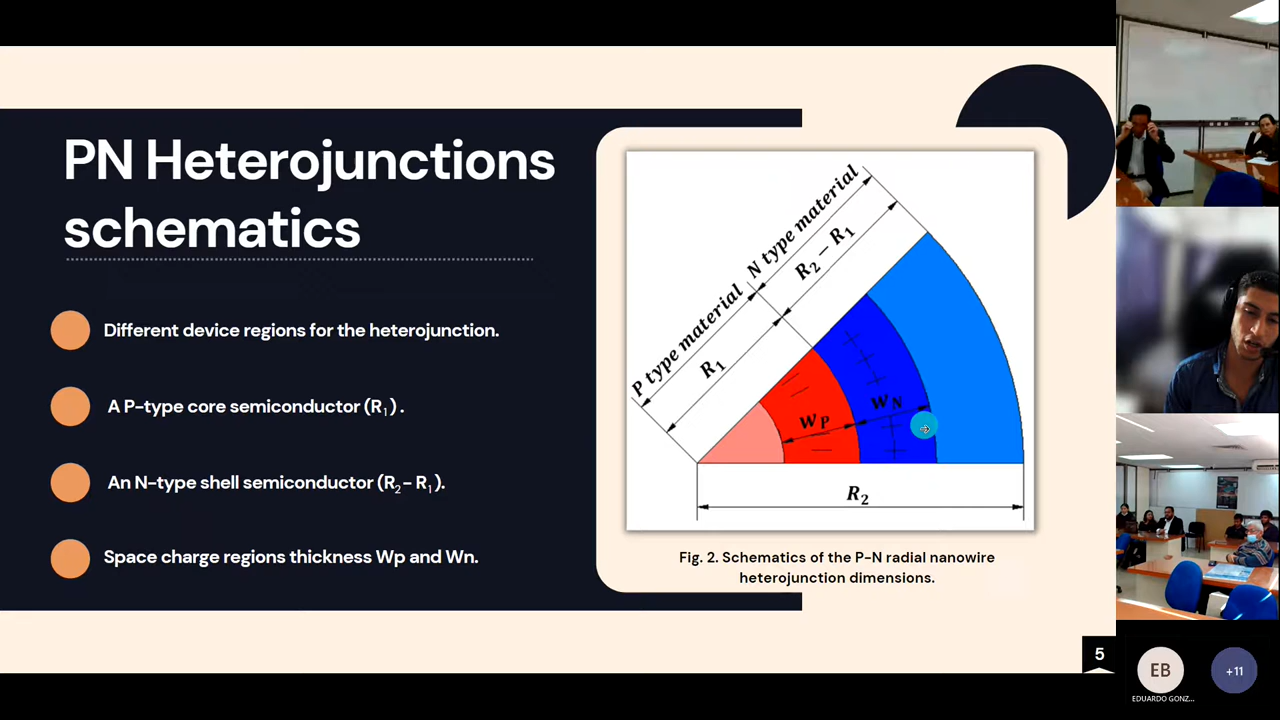 PN Heterojunctions
schematics
Different device regions for the heterojunction.
A P-type core semiconductor (R₁) .
An N-type shell semiconductor (R₂- R₁).
Space charge regions thickness Wp and Wn.
P type material
N type material
R₁
R₂ − R₁
w_P
w_N
R₂
Fig. 2. Schematics of the P-N radial nanowire
heterojunction dimensions.
5
EB
EDUARDO GONZ...
+11